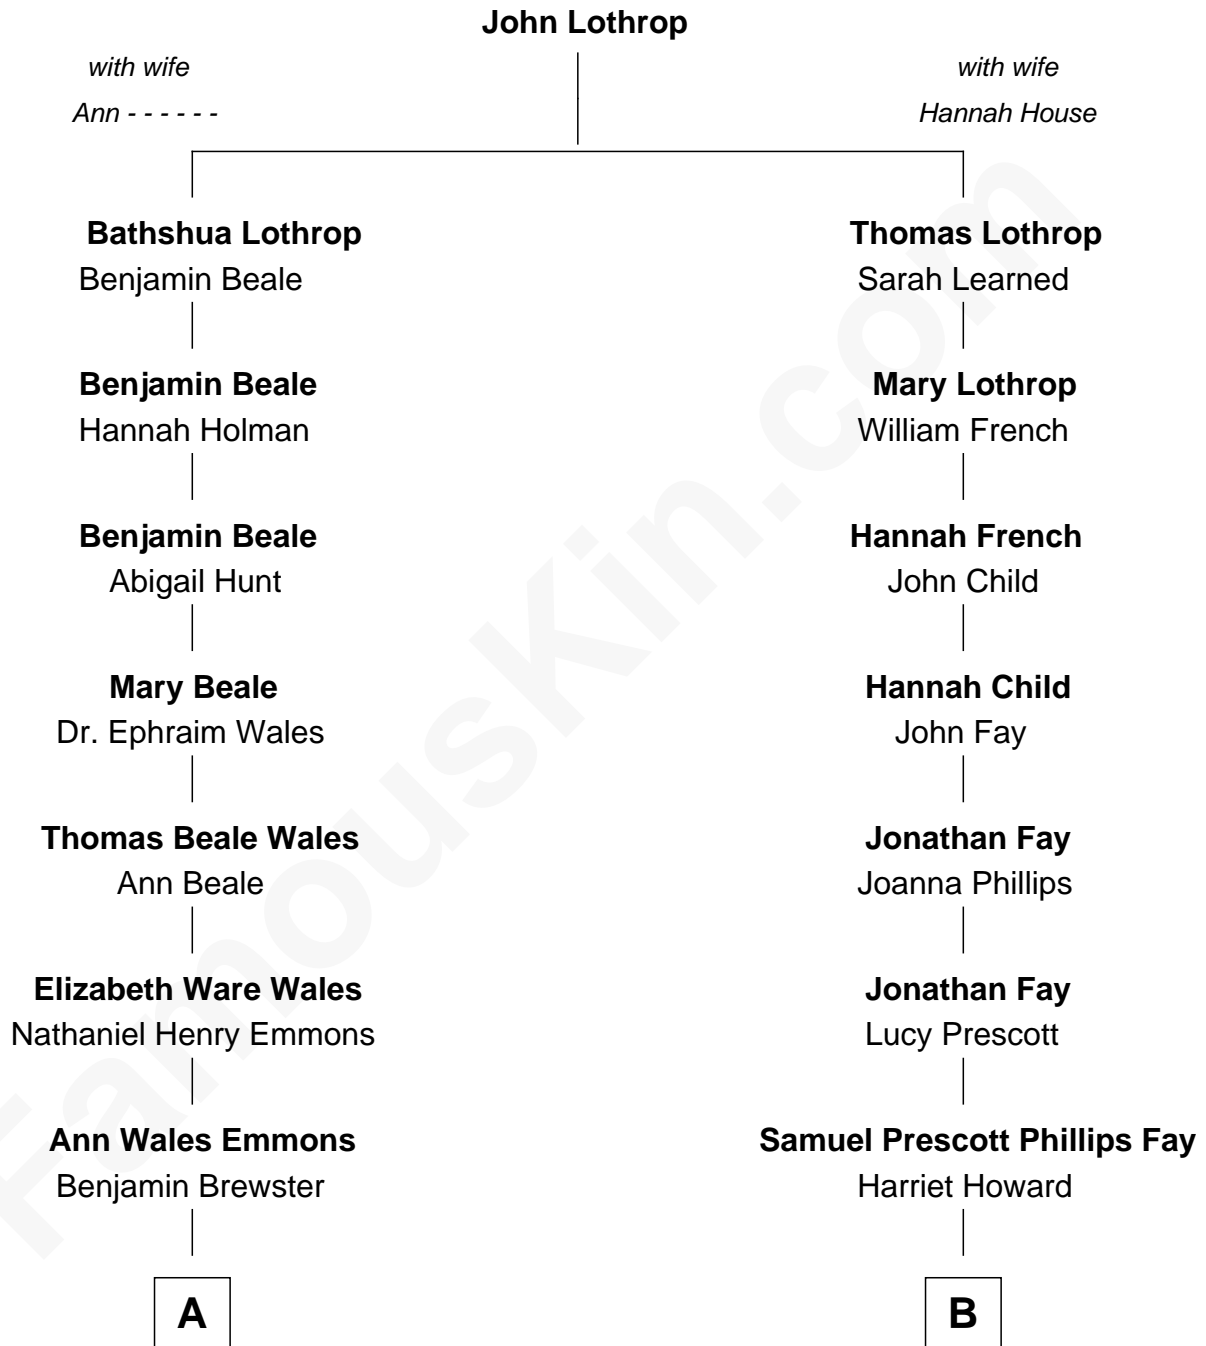 John Lothrop
with wife
Ann - - - - - -
with wife
Hannah House
Bathshua Lothrop
Benjamin Beale
Thomas Lothrop
Sarah Learned
Benjamin Beale
Hannah Holman
Mary Lothrop
William French
Benjamin Beale
Abigail Hunt
Hannah French
John Child
Mary Beale
Dr. Ephraim Wales
Hannah Child
John Fay
Thomas Beale Wales
Ann Beale
Jonathan Fay
Joanna Phillips
Elizabeth Ware Wales
Nathaniel Henry Emmons
Jonathan Fay
Lucy Prescott
Ann Wales Emmons
Benjamin Brewster
Samuel Prescott Phillips Fay
Harriet Howard
A
B
FamousKin.com